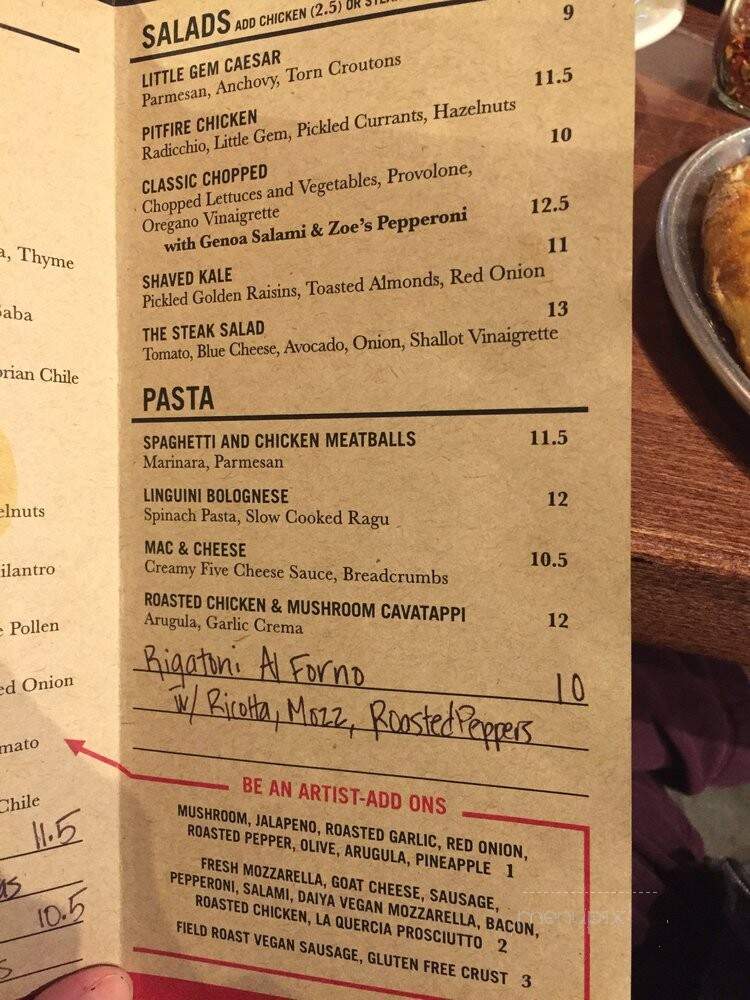 SALADS ADD CHICKEN (2.5) OR
LITTLE GEM CAESAR 9
Parmesan, Anchovy, Torn Croutons
PITFIRE CHICKEN 11.5
Radicchio, Little Gem, Pickled Currants, Hazelnuts
CLASSIC CHOPPED 10
Chopped Lettuces and Vegetables, Provolone,
Oregano Vinaigrette
with Genoa Salami & Zoe's Pepperoni 12.5
SHAVED KALE 11
Pickled Golden Raisins, Toasted Almonds, Red Onion
THE STEAK SALAD 13
Tomato, Blue Cheese, Avocado, Onion, Shallot Vinaigrette
PASTA
SPAGHETTI AND CHICKEN MEATBALLS 11.5
Marinara, Parmesan
LINGUINI BOLOGNESE 12
Spinach Pasta, Slow Cooked Ragu
MAC & CHEESE 10.5
Creamy Five Cheese Sauce, Breadcrumbs
ROASTED CHICKEN & MUSHROOM CAVATAPPI 12
Arugula, Garlic Crema
Rigatoni Al Forno 10
w/ Ricotta, Mozz, Roasted Peppers
BE AN ARTIST-ADD ONS
MUSHROOM, JALAPENO, ROASTED GARLIC, RED ONION,
ROASTED PEPPER, OLIVE, ARUGULA, PINEAPPLE 1
FRESH MOZZARELLA, GOAT CHEESE, SAUSAGE,
PEPPERONI, SALAMI, DAIYA VEGAN MOZZARELLA, BACON,
ROASTED CHICKEN, LA QUERCIA PROSCIUTTO 2
FIELD ROAST VEGAN SAUSAGE, GLUTEN FREE CRUST 3
a, Thyme
aba
rian Chile
elnuts
ilantro
Pollen
ed Onion
mato
Chile
11.5
as
10.5
s
menupix